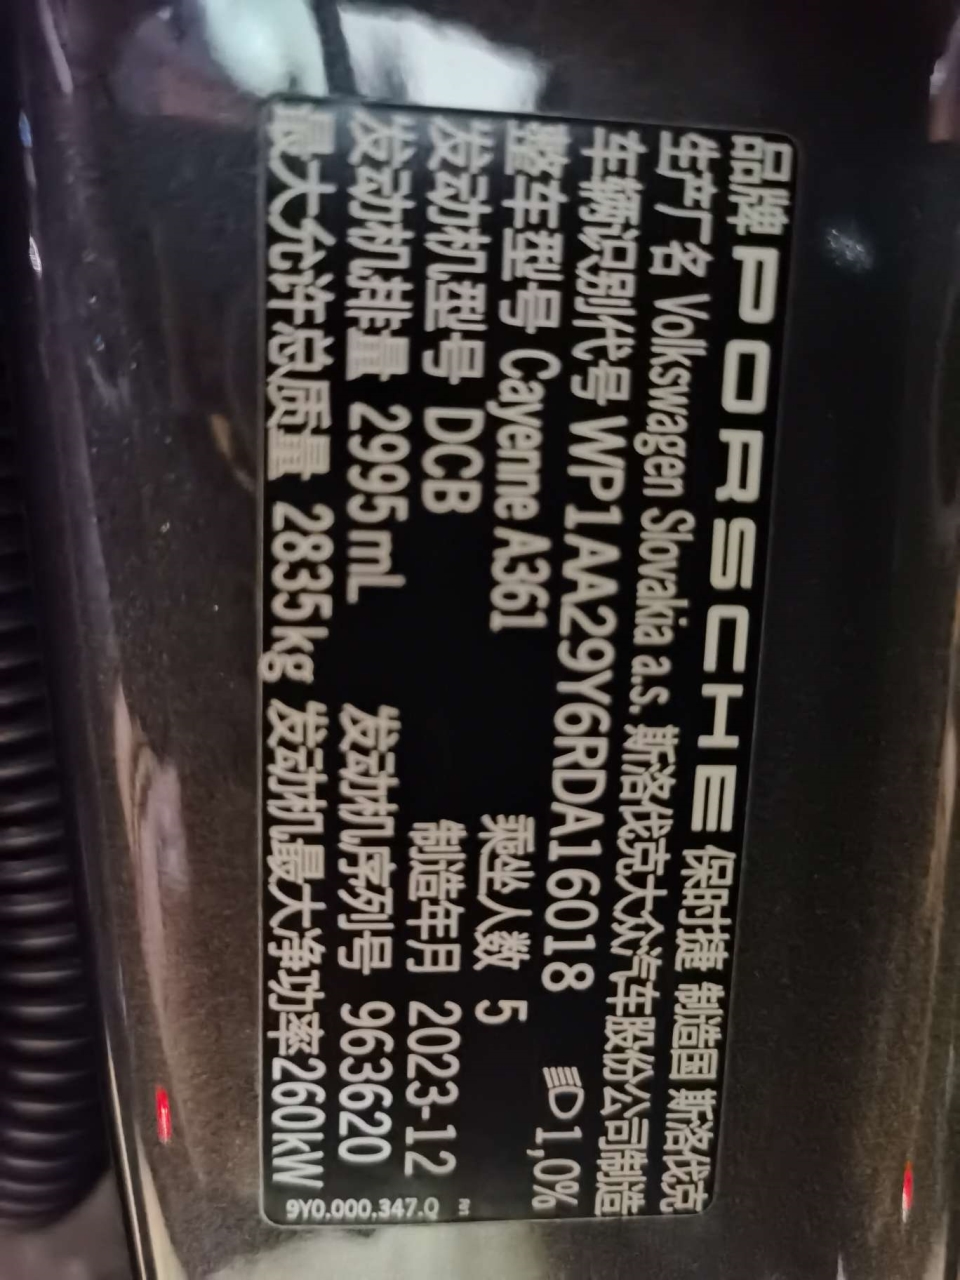 品牌 PORSCHE 保时捷 制造国 斯洛伐克
生产厂名 Volkswagen Slovakia a.s. 斯洛伐克大众汽车股份公司制造
车辆识别代号 WP1AA29Y6RDA16018 1,0%
整车型号 Cayenne A361 乘坐人数 5
发动机型号 DCB 制造年月 2023-12
发动机排量 2995mL 发动机序列号 963620
最大允许总质量 2835kg 发动机最大净功率260kW
9Y0.000.347.Q